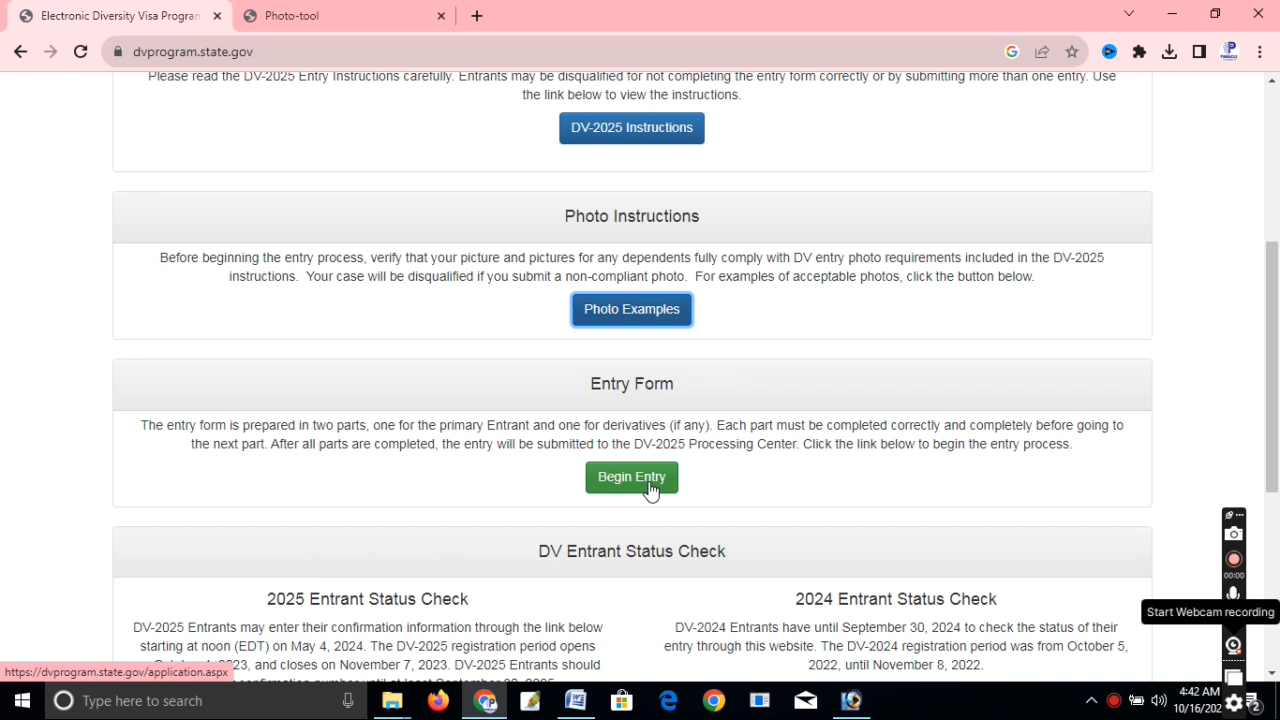 Electronic Diversity Visa Program
Photo-tool
dvprogram.state.gov
Please read the DV-2025 Entry Instructions carefully. Entrants may be disqualified for not completing the entry form correctly or by submitting more than one entry. Use
the link below to view the instructions.
DV-2025 Instructions
Photo Instructions
Before beginning the entry process, verify that your picture and pictures for any dependents fully comply with DV entry photo requirements included in the DV-2025
instructions. Your case will be disqualified if you submit a non-compliant photo. For examples of acceptable photos, click the button below.
Photo Examples
Entry Form
The entry form is prepared in two parts, one for the primary Entrant and one for derivatives (if any). Each part must be completed correctly and completely before going to
the next part. After all parts are completed, the entry will be submitted to the DV-2025 Processing Center. Click the link below to begin the entry process.
Begin Entry
DV Entrant Status Check
2025 Entrant Status Check
DV-2025 Entrants may enter their confirmation information through the link below
starting at noon (EDT) on May 4, 2024. The DV-2025 registration period opens
October 4, 2023, and closes on November 7, 2023. DV-2025 Entrants should
2024 Entrant Status Check
DV-2024 Entrants have until September 30, 2024 to check the status of their
entry through this website. The DV-2024 registration period was from October 5,
2022, until November 8, 2022.
00:00
Start Webcam recording
https://dvprogram.state.gov/application.aspx
Type here to search
4:42 AM
10/16/202
2